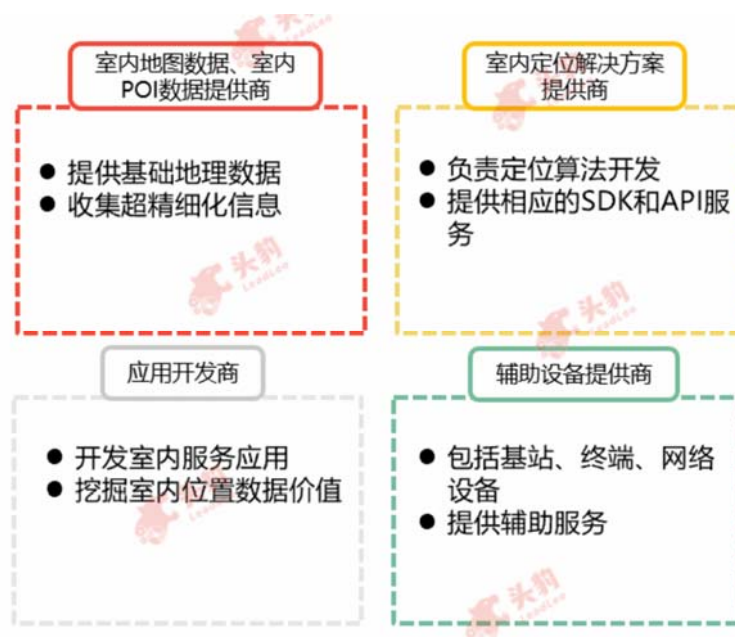 室内地图数据、室内
POI数据提供商
● 提供基础地理数据
● 收集超精细化信息
室内定位解决方案
提供商
● 负责定位算法开发
● 提供相应的SDK和API服
务
应用开发商
● 开发室内服务应用
● 挖掘室内位置数据价值
辅助设备提供商
● 包括基站、终端、网络
设备
● 提供辅助服务
头豹
LeadLeo
头豹